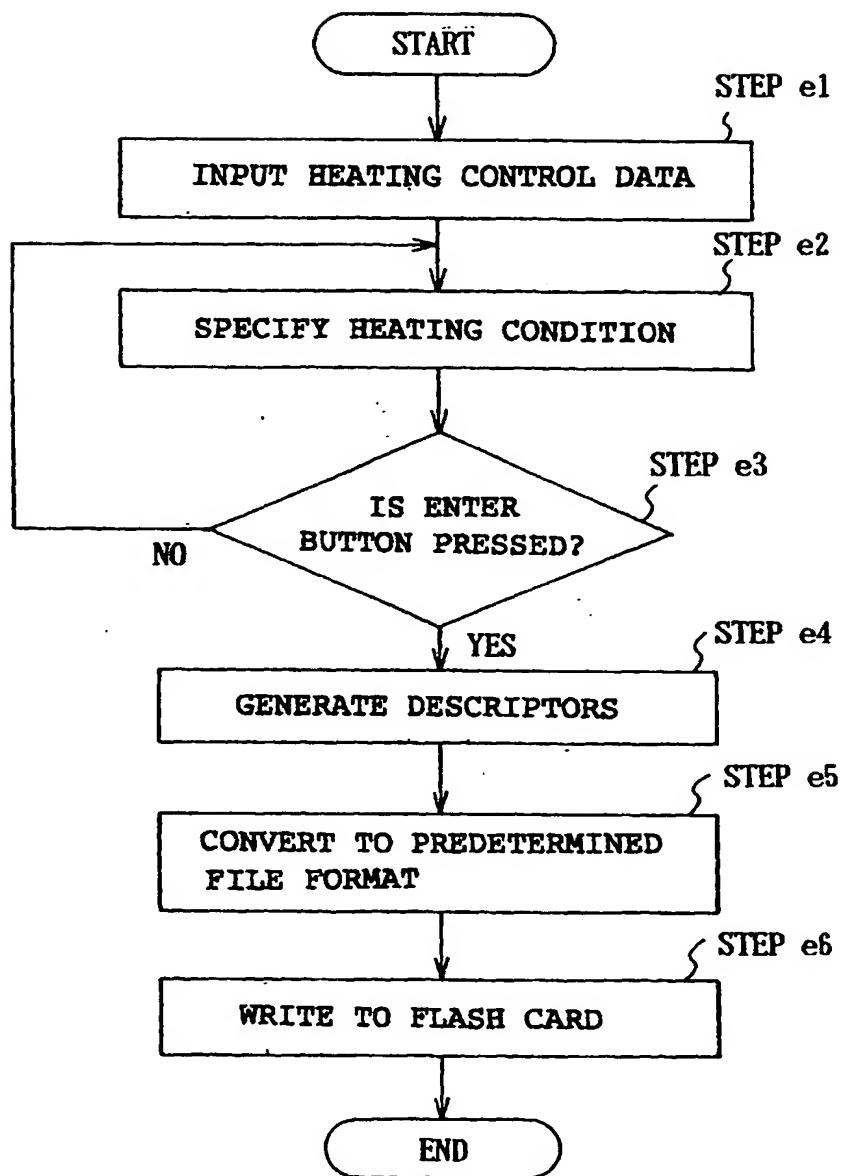 START
STEP e1
INPUT HEATING CONTROL DATA
STEP e2
SPECIFY HEATING CONDITION
STEP e3
IS ENTER
BUTTON PRESSED?
NO
YES
STEP e4
GENERATE DESCRIPTORS
STEP e5
CONVERT TO PREDETERMINED
FILE FORMAT
STEP e6
WRITE TO FLASH CARD
END